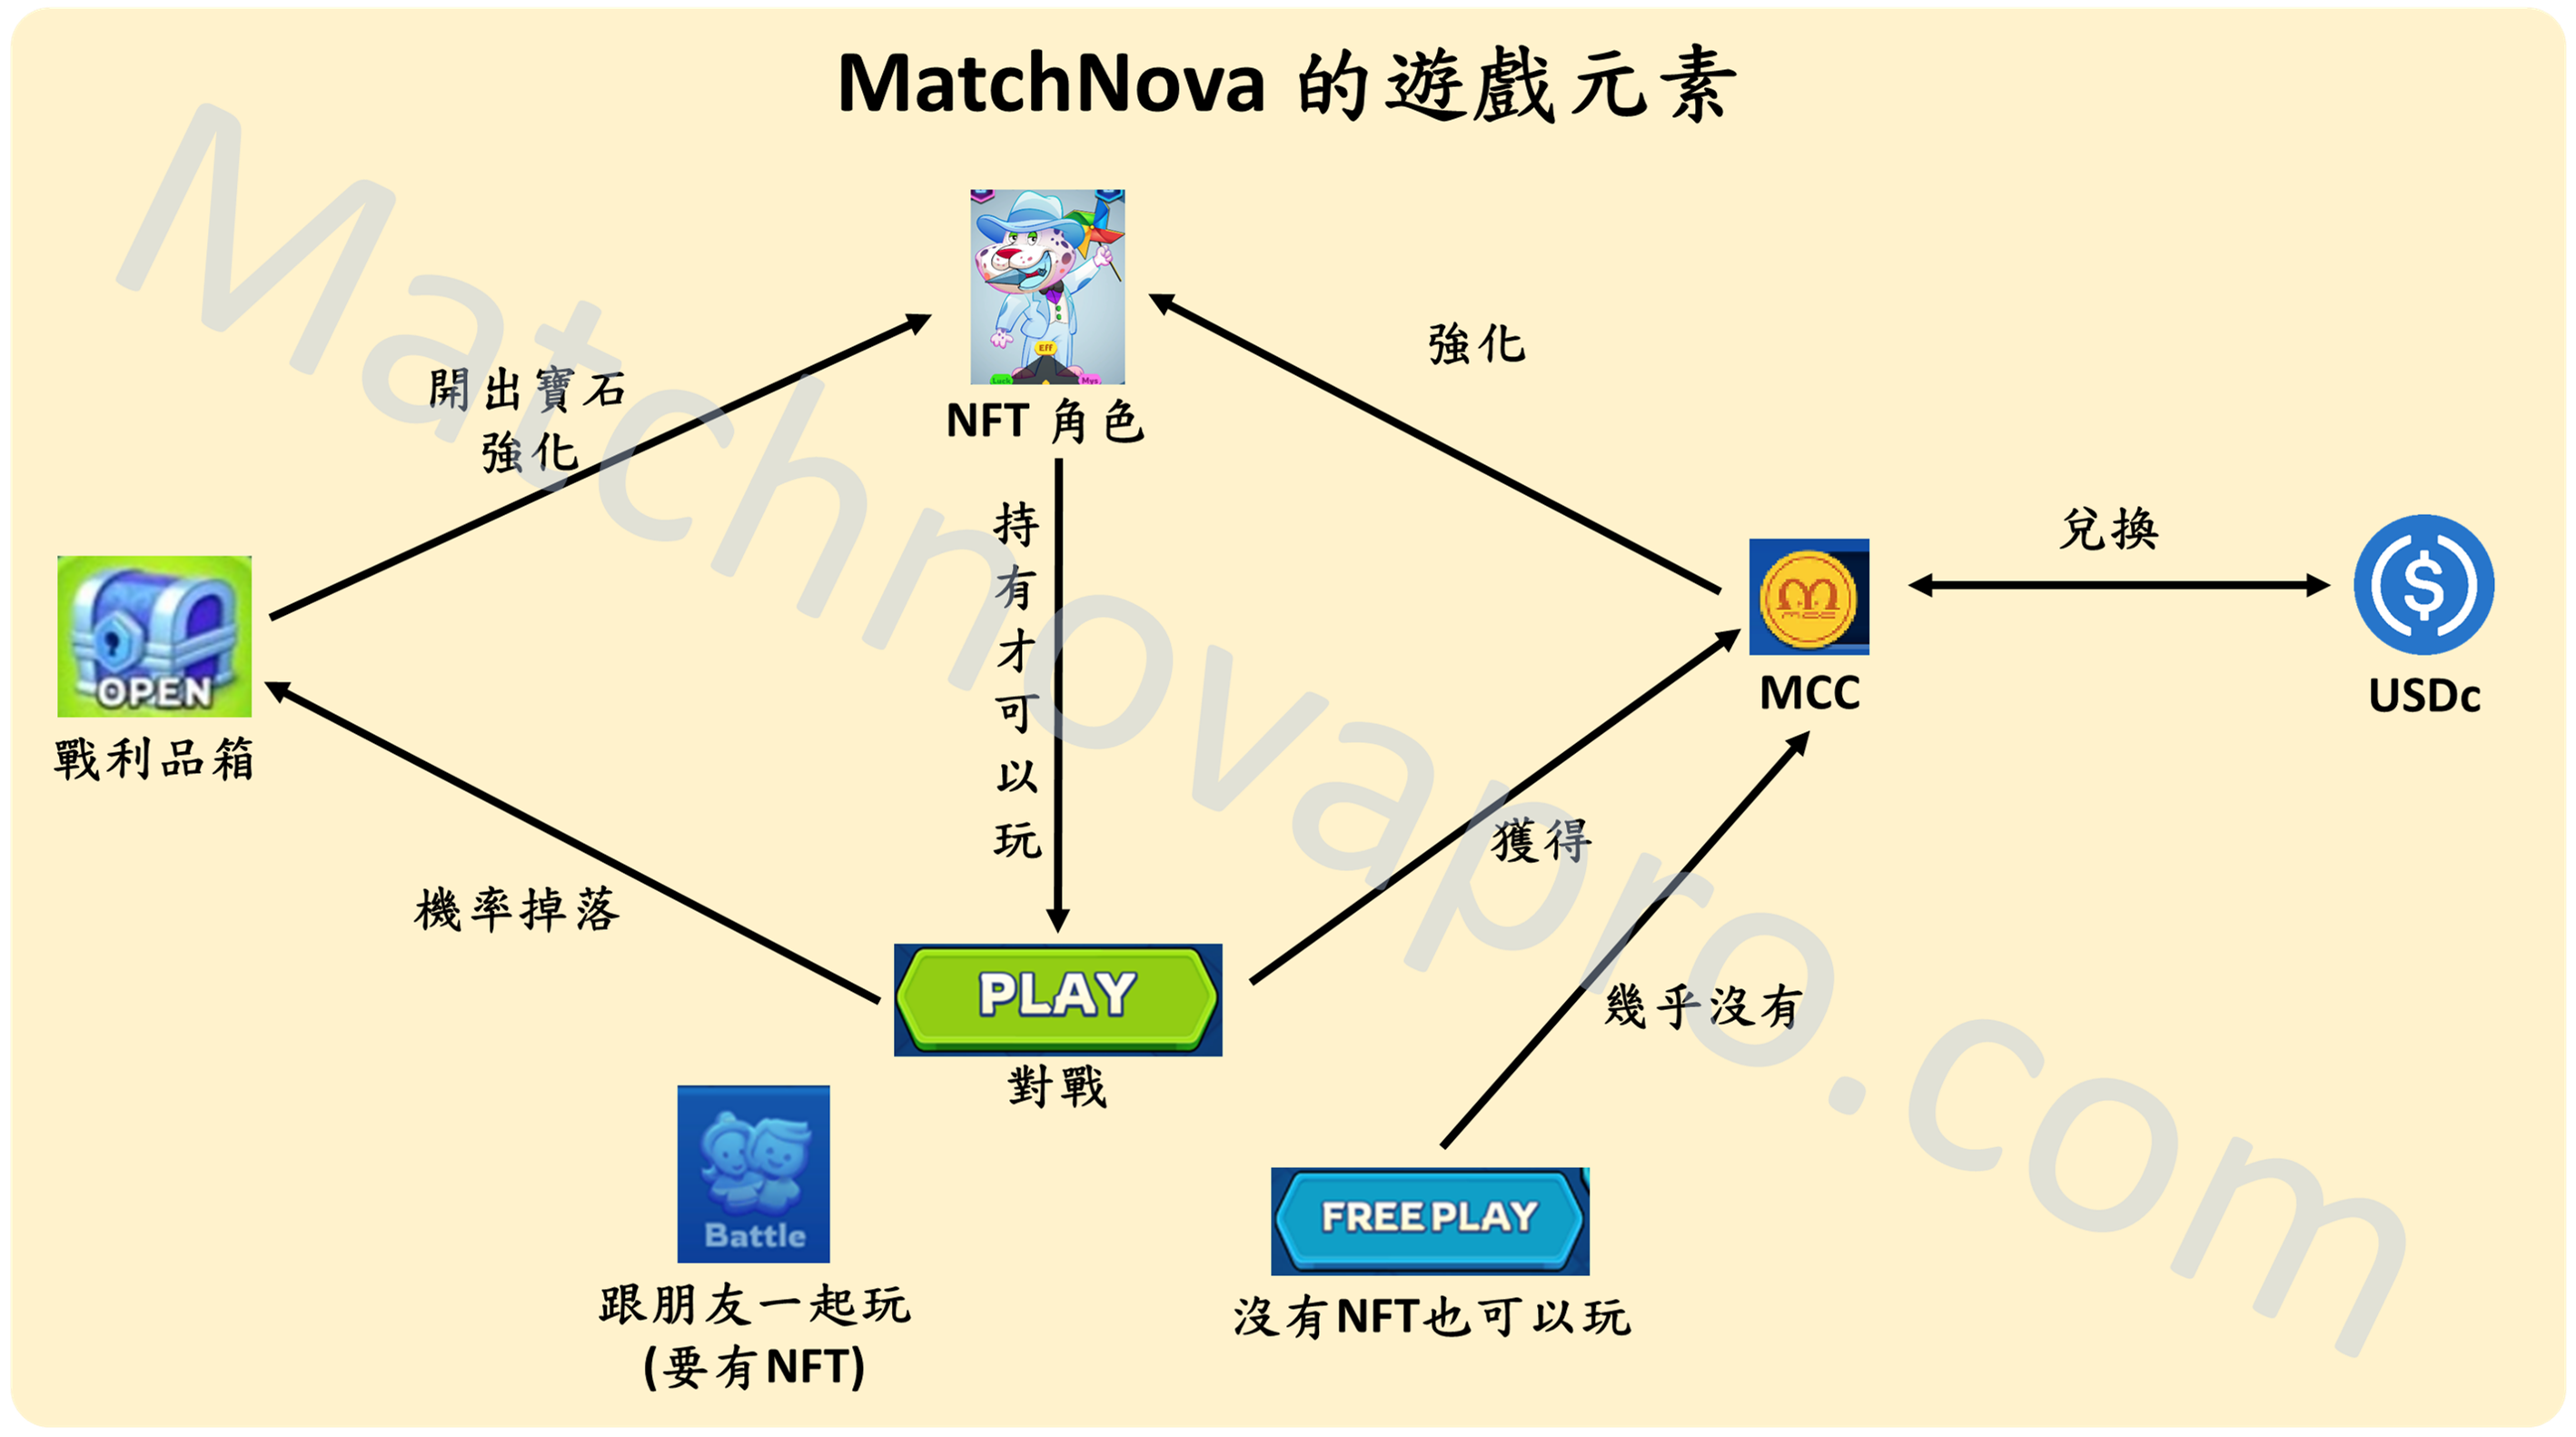 MatchNova 的遊戲元素
Eff
Luck
Mys
NFT 角色
開出寶石
強化
強化
持有才可以玩
兌換
OPEN
戰利品箱
MCC
USDc
獲得
機率掉落
幾乎沒有
PLAY
對戰
Battle
跟朋友一起玩
(要有NFT)
FREE PLAY
沒有NFT也可以玩
Matchnovapro.com